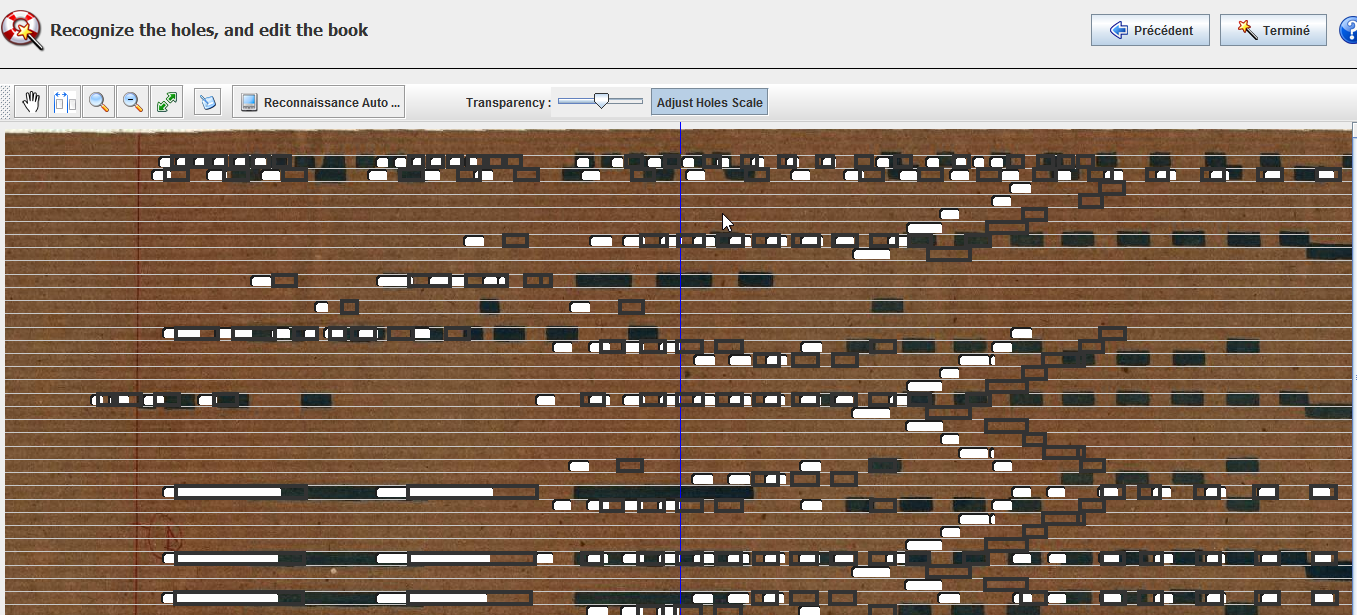 Recognize the holes, and edit the book
Précédent
Terminé
Reconnaissance Auto ...
Transparency :
Adjust Holes Scale